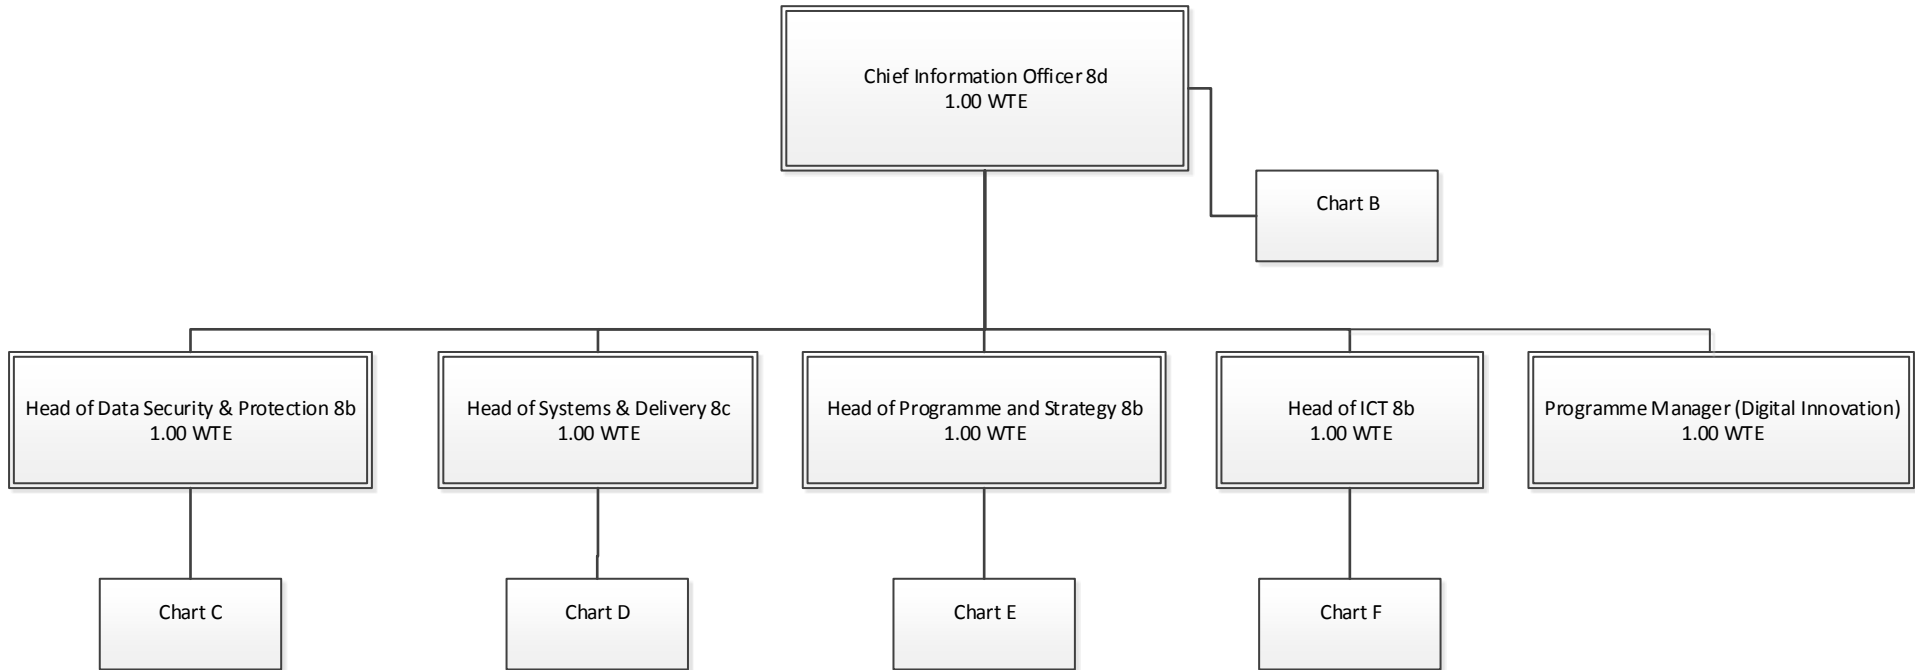 Chief Information Officer 8d
1.00 WTE
Chart B
Head of Data Security & Protection 8b
1.00 WTE
Head of Systems & Delivery 8c
1.00 WTE
Head of Programme and Strategy 8b
1.00 WTE
Head of ICT 8b
1.00 WTE
Programme Manager (Digital Innovation)
1.00 WTE
Chart C
Chart D
Chart E
Chart F